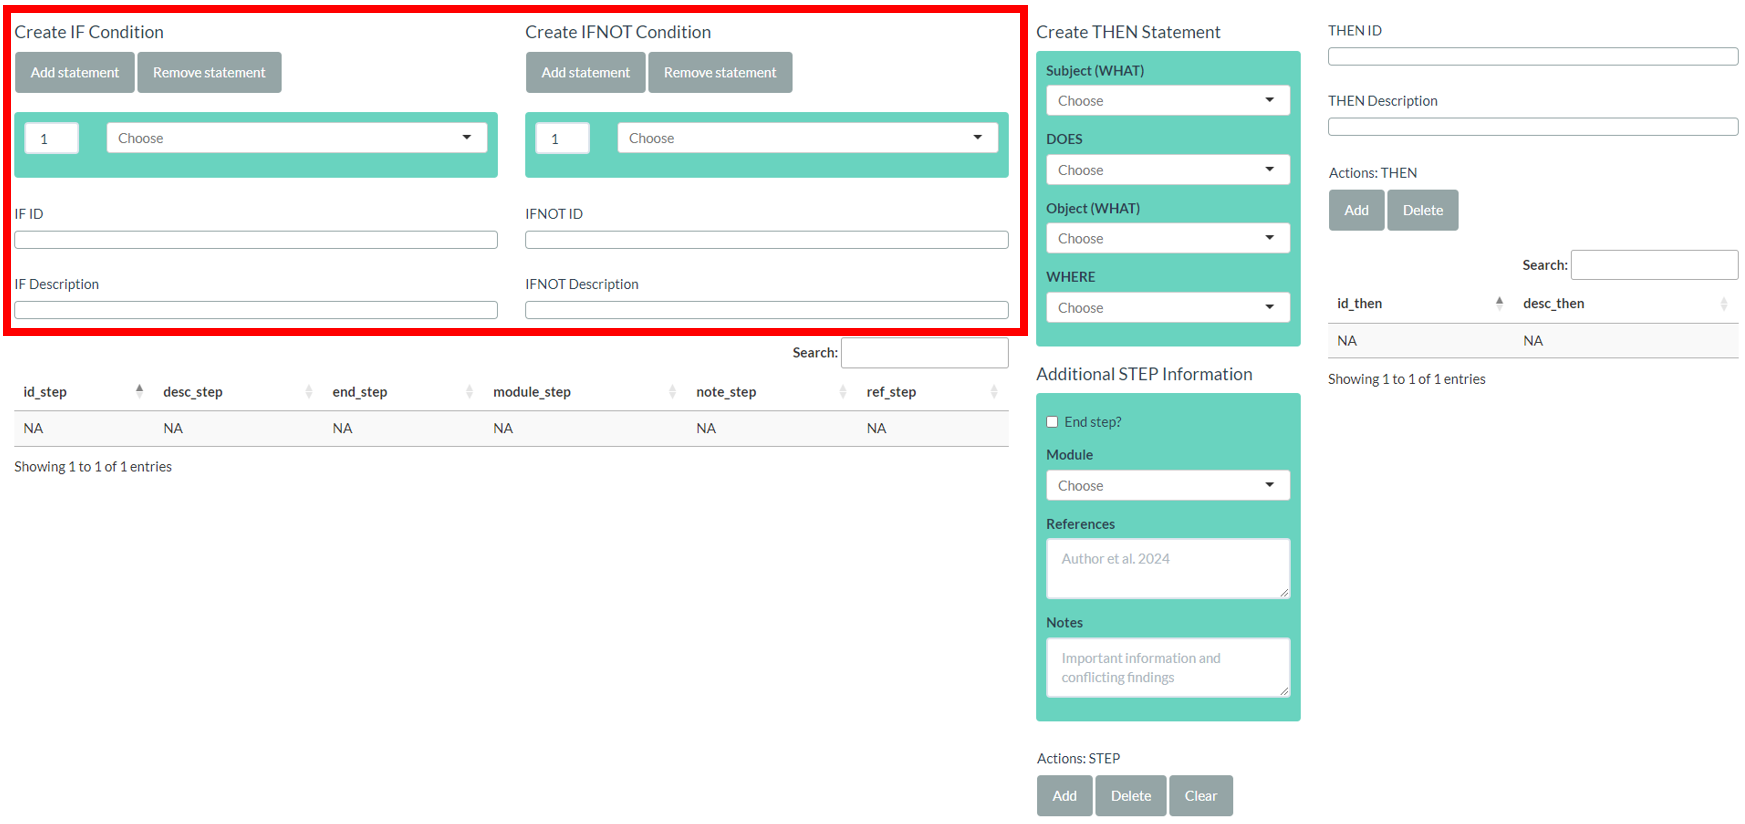 Create IF Condition
Add statement
Remove statement
1
Choose
IF ID
IF Description
Create IFNOT Condition
Add statement
Remove statement
1
Choose
IFNOT ID
IFNOT Description
Search:
id_step desc_step end_step module_step note_step ref_step
NA NA NA NA NA NA
Showing 1 to 1 of 1 entries
Create THEN Statement
Subject (WHAT)
Choose
DOES
Choose
Object (WHAT)
Choose
WHERE
Choose
Additional STEP Information
End step?
Module
Choose
References
Author et al. 2024
Notes
Important information and
conflicting findings
Actions: STEP
Add
Delete
Clear
THEN ID
THEN Description
Actions: THEN
Add
Delete
Search:
id_then desc_then
NA NA
Showing 1 to 1 of 1 entries